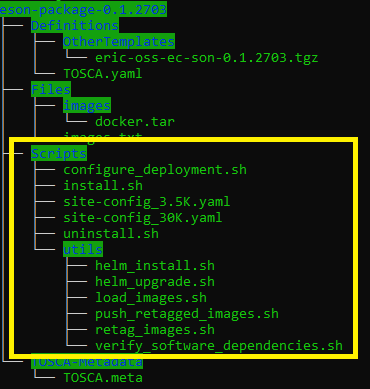 eson-package-0.1.2703
├── Definitions
│   ├── OtherTemplates
│   │   └── eric-oss-ec-son-0.1.2703.tgz
│   └── TOSCA.yaml
├── Files
│   ├── images
│   │   └── docker.tar
│   └── images.txt
├── Scripts
│   ├── configure_deployment.sh
│   ├── install.sh
│   ├── site-config_3.5K.yaml
│   ├── site-config_30K.yaml
│   ├── uninstall.sh
│   └── utils
│       ├── helm_install.sh
│       ├── helm_upgrade.sh
│       ├── load_images.sh
│       ├── push_retagged_images.sh
│       ├── retag_images.sh
│       └── verify_software_dependencies.sh
└── TOSCA-Metadata
    └── TOSCA.meta